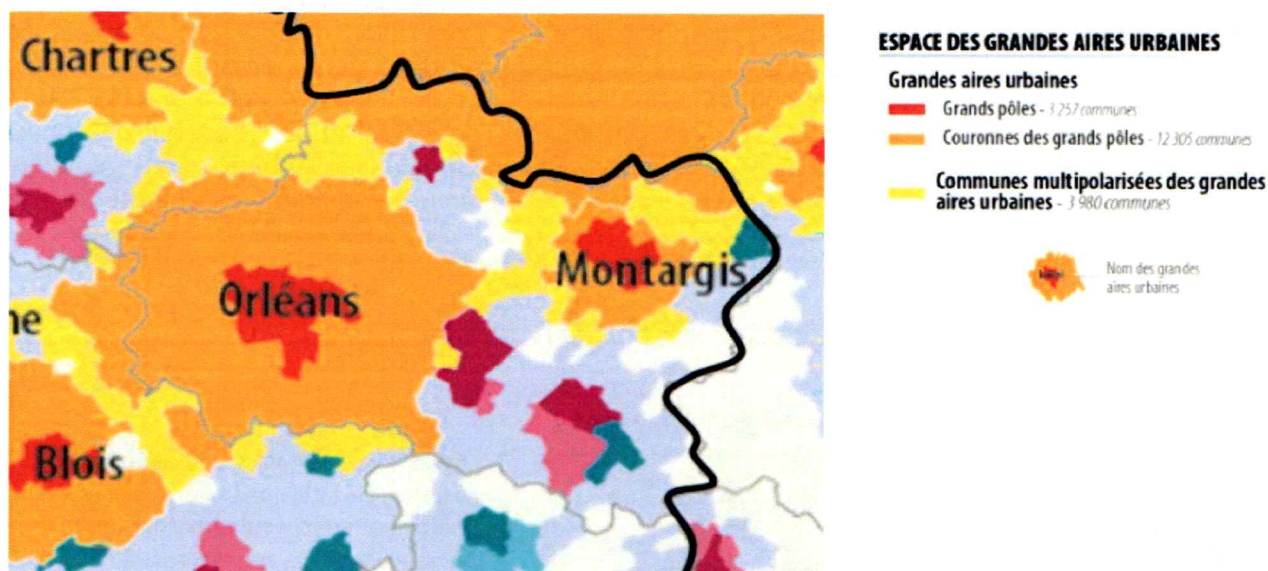 Chartres
Orléans
Montargis
ne
Blois
ESPACE DES GRANDES AIRES URBAINES
Grandes aires urbaines
Grands pôles - 3 257 communes
Couronnes des grands pôles - 12 305 communes
Communes multipolarisées des grandes
aires urbaines - 3 980 communes
Nom des grandes
aires urbaines